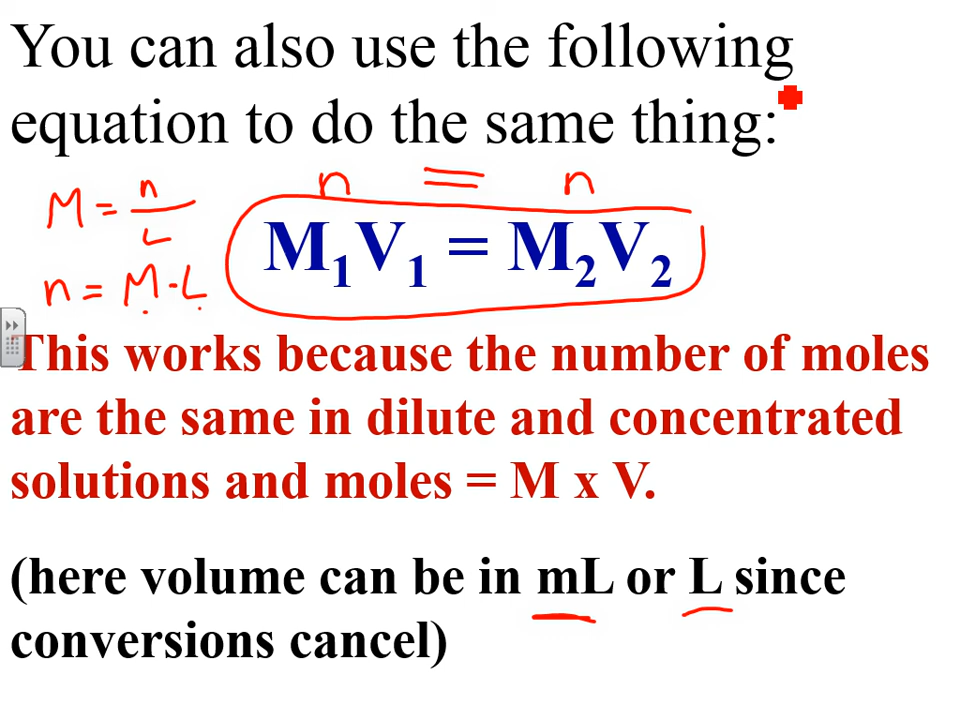 You can also use the following
equation to do the same thing:
n = n
M = n/L
M₁V₁ = M₂V₂
n = M · L
This works because the number of moles
are the same in dilute and concentrated
solutions and moles = M x V.
(here volume can be in mL or L since
conversions cancel)